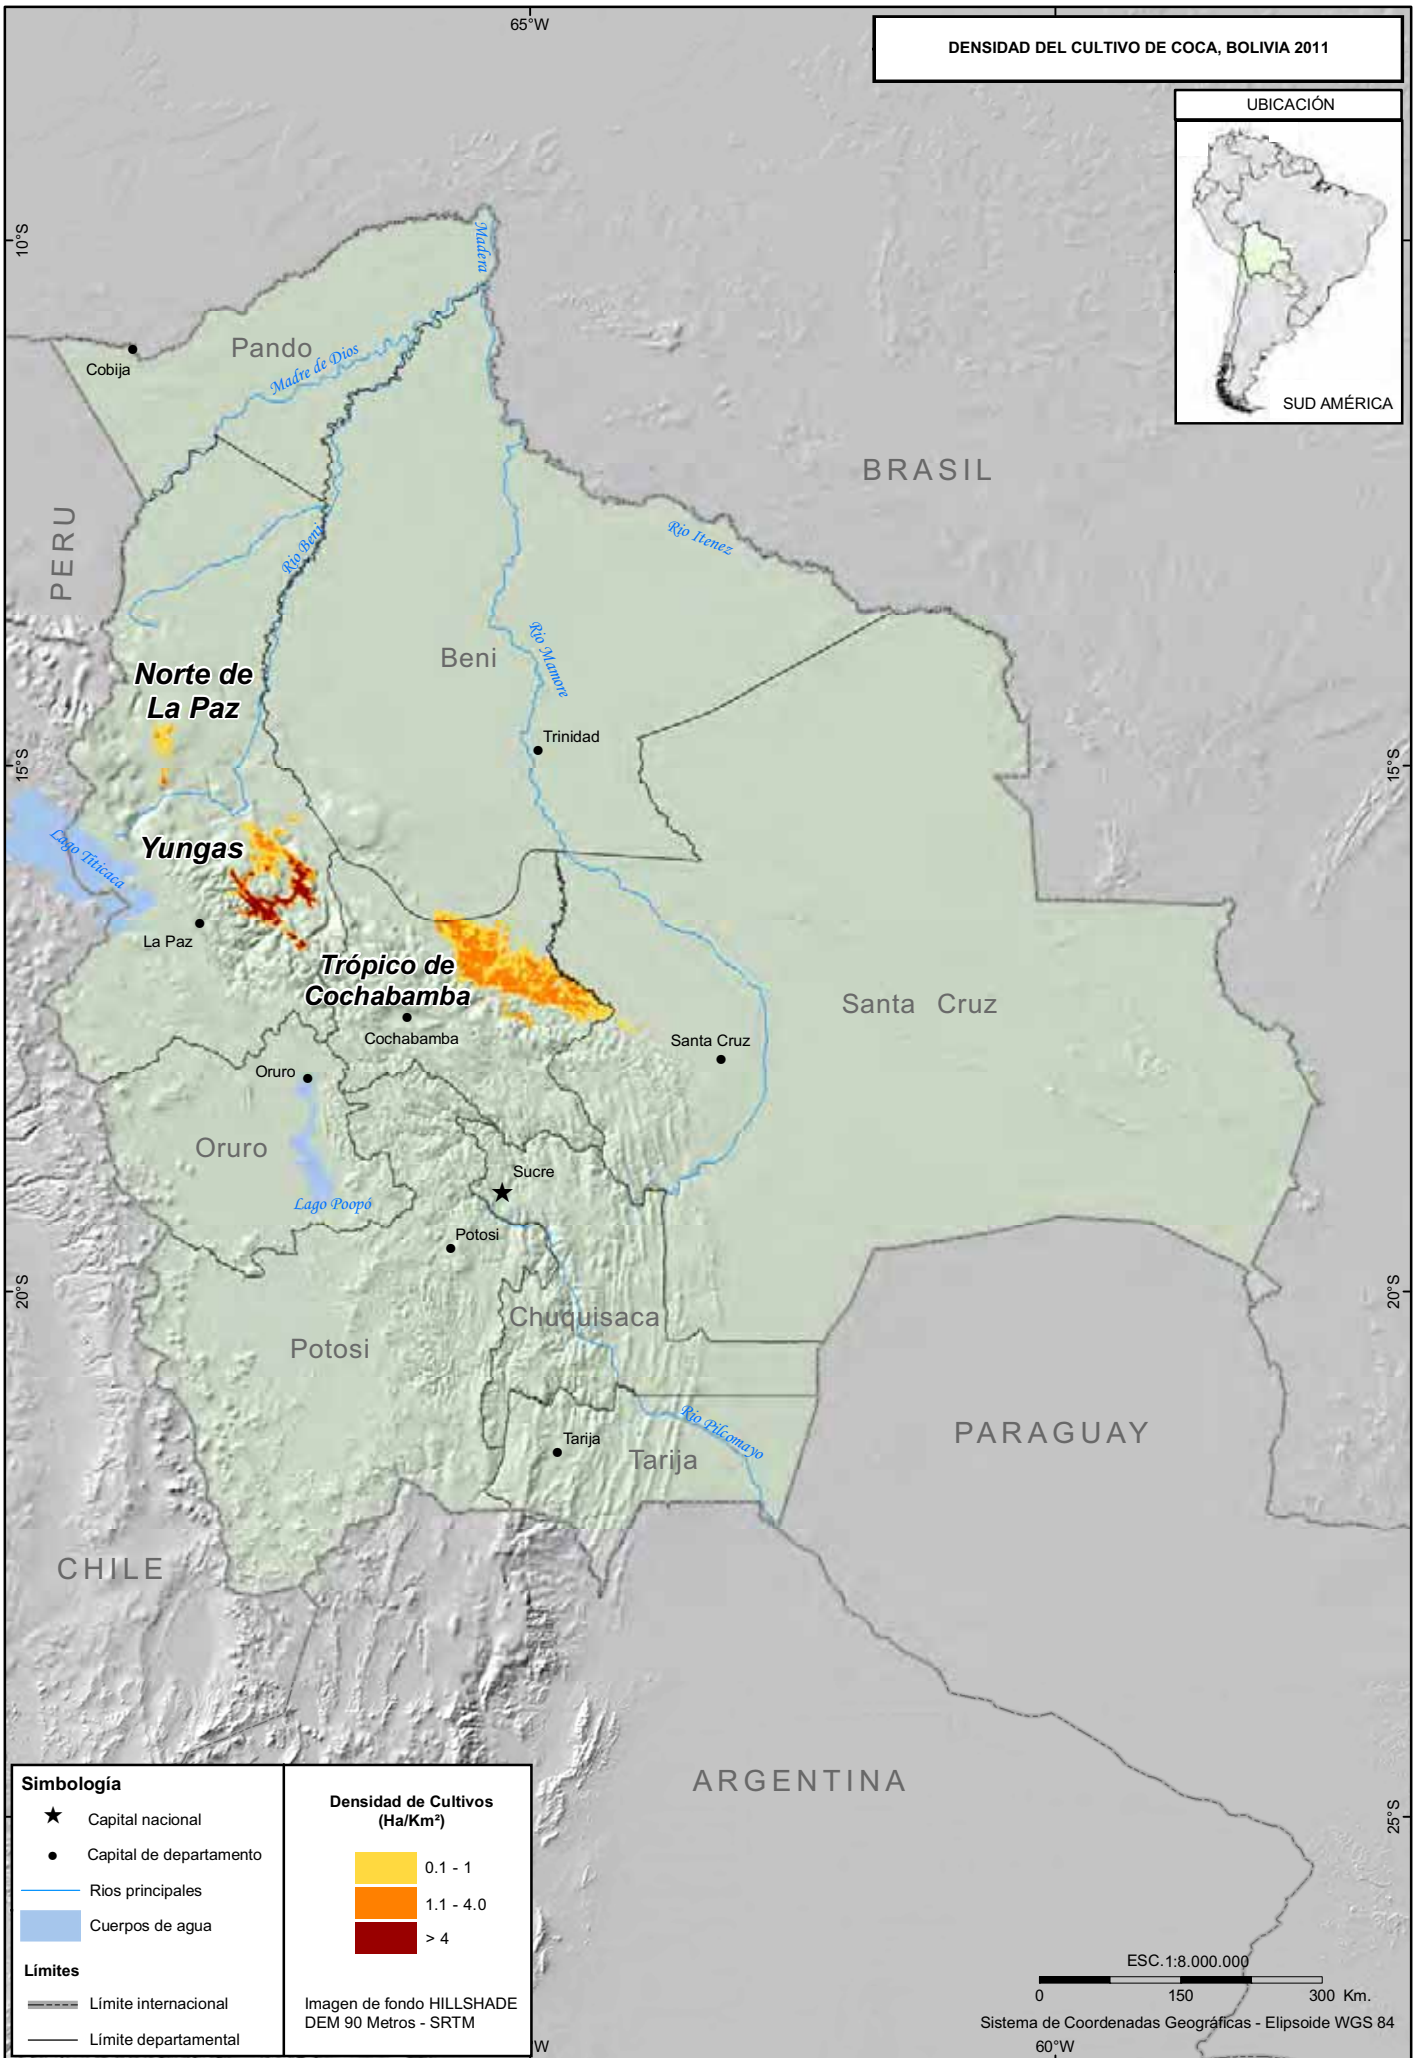 65°W
DENSIDAD DEL CULTIVO DE COCA, BOLIVIA 2011
UBICACIÓN
SUD AMÉRICA
10°S
Madera
Pando
Cobija
Madre de Dios
BRASIL
PERU
Rio Beni
Rio Itenez
Norte de
La Paz
Beni
Rio Mamore
Trinidad
15°S
15°S
Lago Titicaca
Yungas
La Paz
Trópico de
Cochabamba
Cochabamba
Santa Cruz
Santa Cruz
Oruro
Oruro
Sucre
Lago Poopó
Potosi
20°S
20°S
Chuquisaca
Potosi
Rio Pilcomayo
Tarija
Tarija
PARAGUAY
CHILE
ARGENTINA
25°S
Simbología
Capital nacional
Capital de departamento
Rios principales
Cuerpos de agua
Límites
Límite internacional
Límite departamental
Densidad de Cultivos
(Ha/Km²)
0.1 - 1
1.1 - 4.0
> 4
Imagen de fondo HILLSHADE
DEM 90 Metros - SRTM
ESC.1:8.000.000
0 150 300 Km.
Sistema de Coordenadas Geográficas - Elipsoide WGS 84
°W
60°W